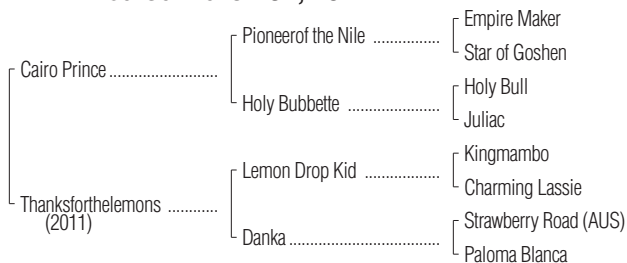 Empire Maker
Pioneerof the Nile ................
Star of Goshen
Cairo Prince ..........................
Holy Bull
Holy Bubbette ......................
Juliac
Kingmambo
Lemon Drop Kid ..................
Charming Lassie
Thanksforthelemons ............
(2011)
Strawberry Road (AUS)
Danka ....................................
Paloma Blanca